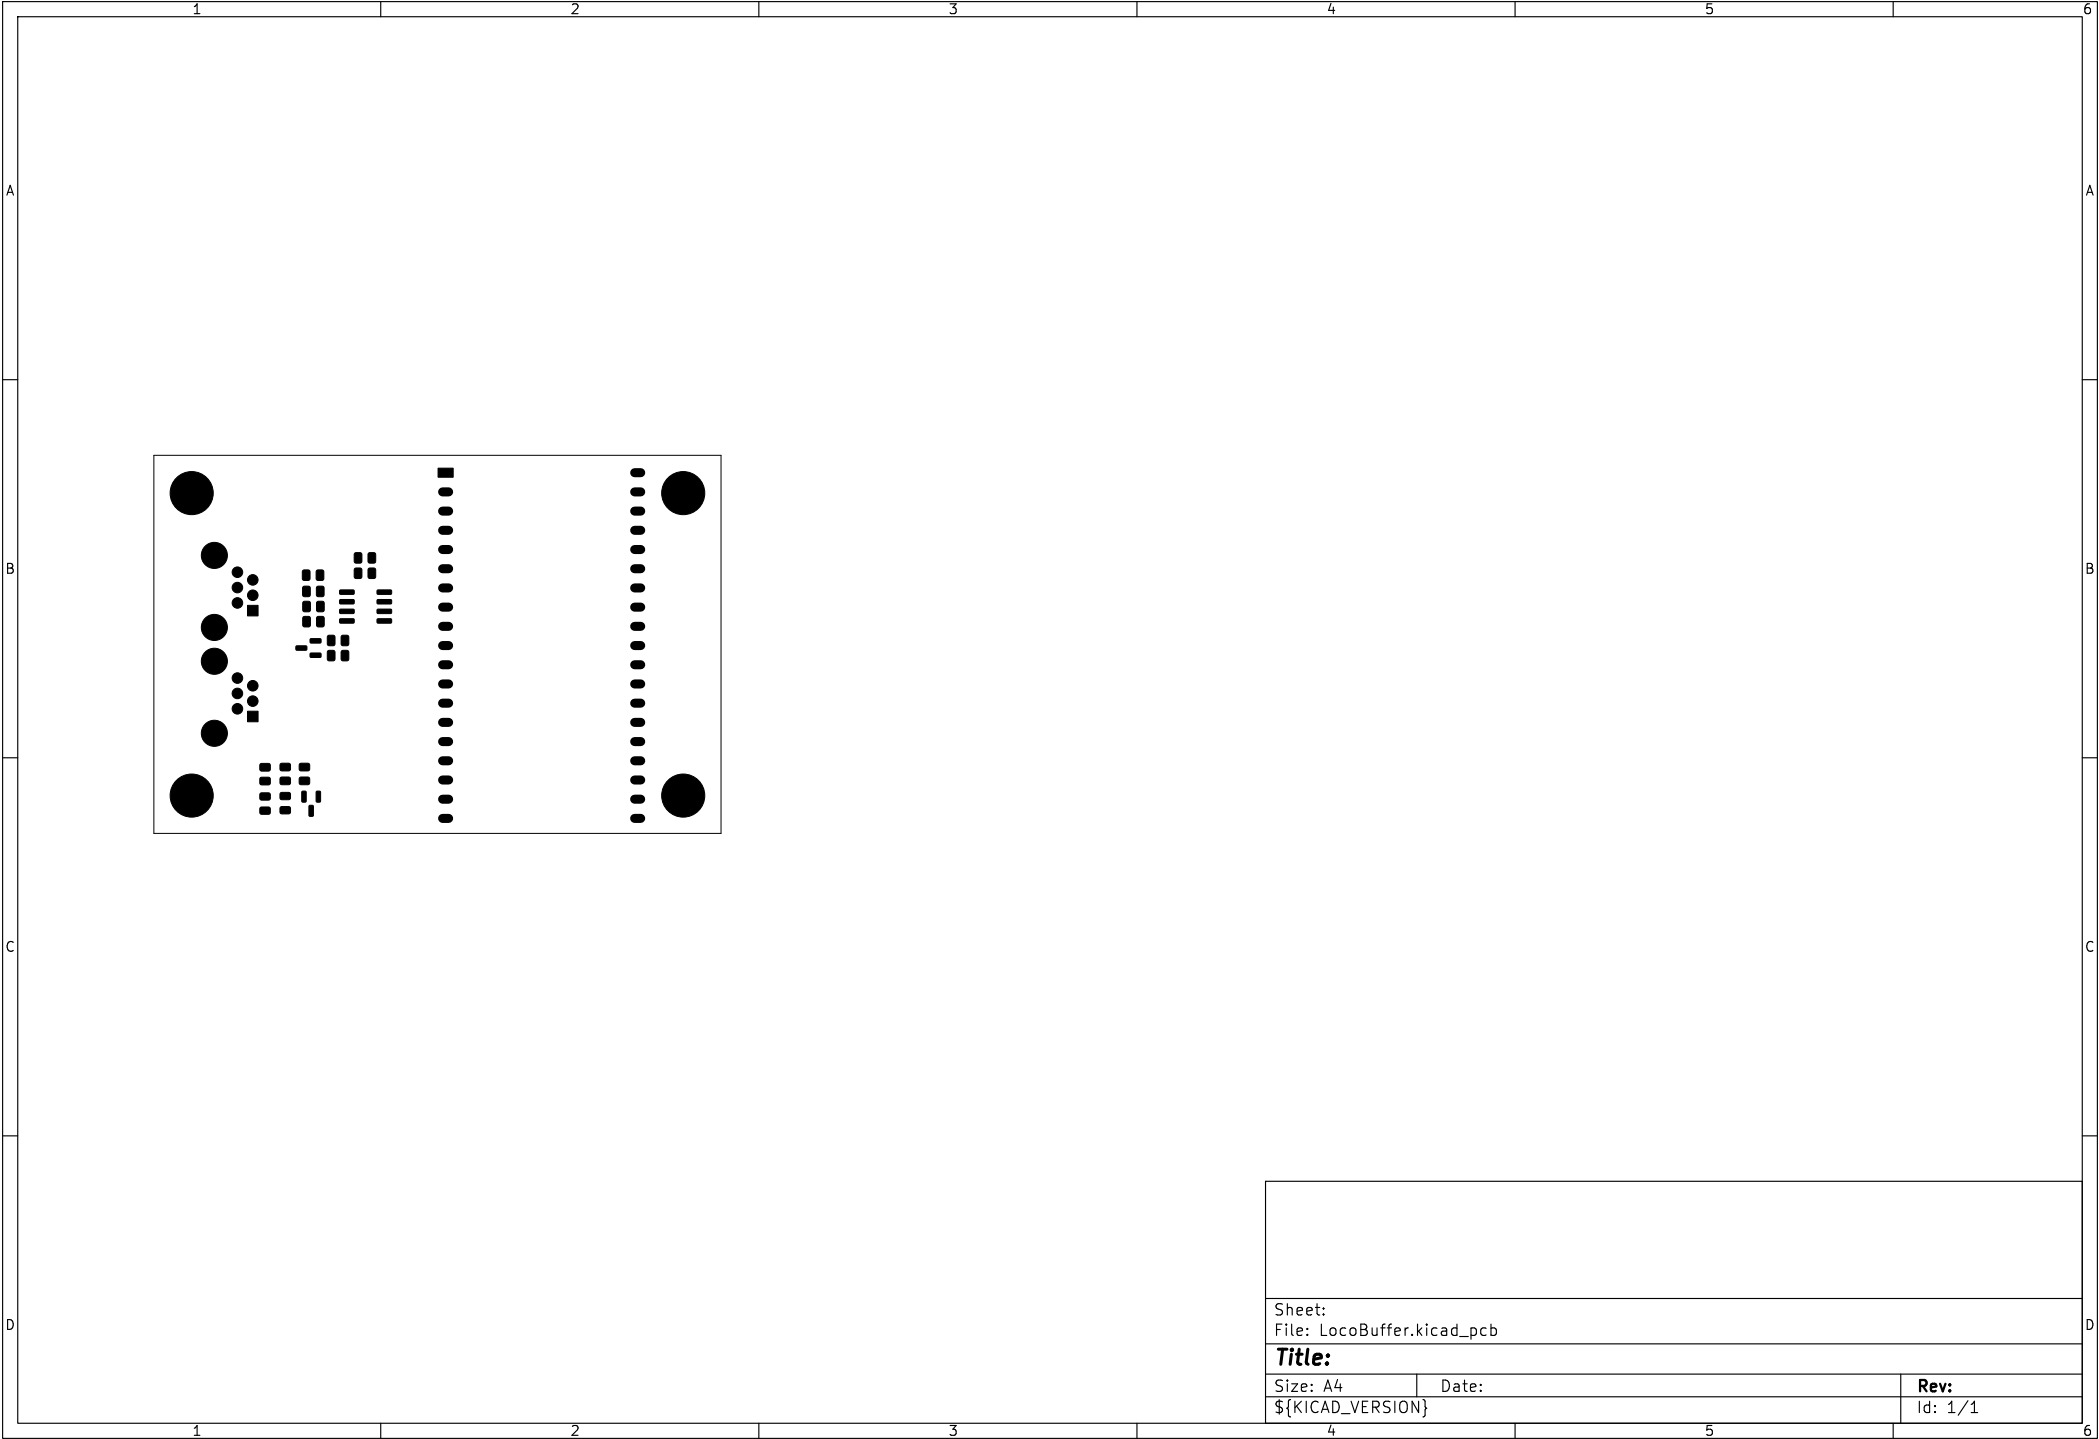 1 2 3 4 5 6
A A
B B
C C
D D
Sheet:
File: LocoBuffer.kicad_pcb
Title:
Size: A4 Date: Rev:
${KICAD_VERSION} Id: 1/1
1 2 3 4 5 6